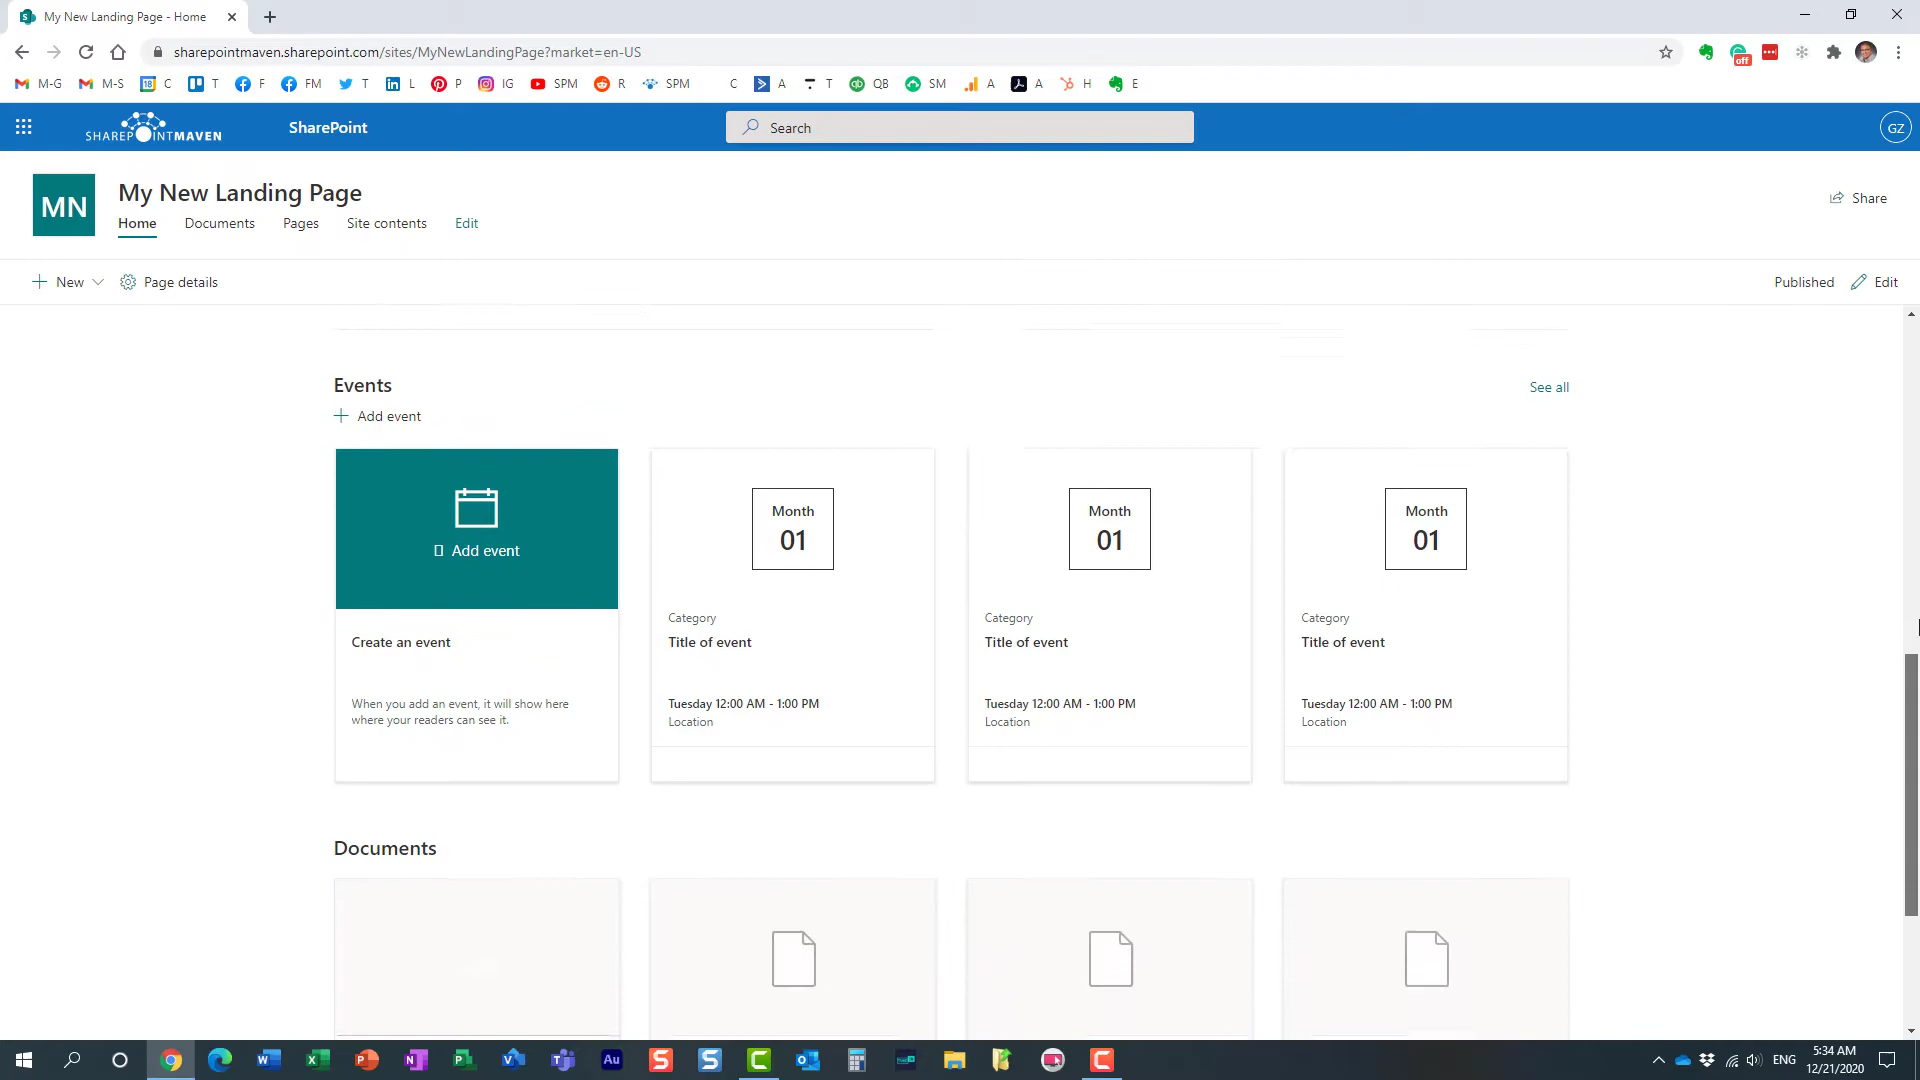 My New Landing Page - Home
sharepointmaven.sharepoint.com/sites/MyNewLandingPage?market=en-US
off
M-G M-S 18 C T F FM T L P IG SPM R SPM C A T QB SM A A H E
SHAREPOINTMAVEN SharePoint Search GZ
MN
My New Landing Page
Share
Home Documents Pages Site contents Edit
New Page details Published Edit
Events
See all
Add event
Add event
Month Month Month
01 01 01
Category Category Category
Create an event Title of event Title of event Title of event
When you add an event, it will show here
where your readers can see it.
Tuesday 12:00 AM - 1:00 PM Tuesday 12:00 AM - 1:00 PM Tuesday 12:00 AM - 1:00 PM
Location Location Location
Documents
ENG
5:34 AM
12/21/2020